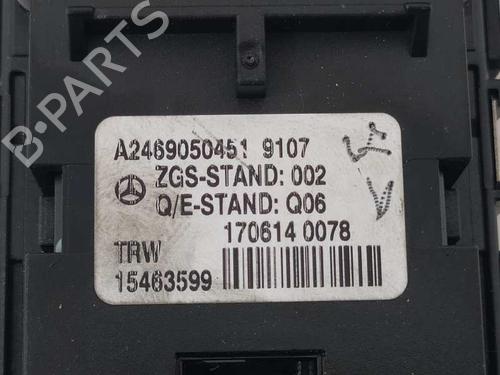 B-PARTS
A2469050451 9107
ZGS-STAND: 002
Q/E-STAND: Q06
170614 0078
TRW
15463599